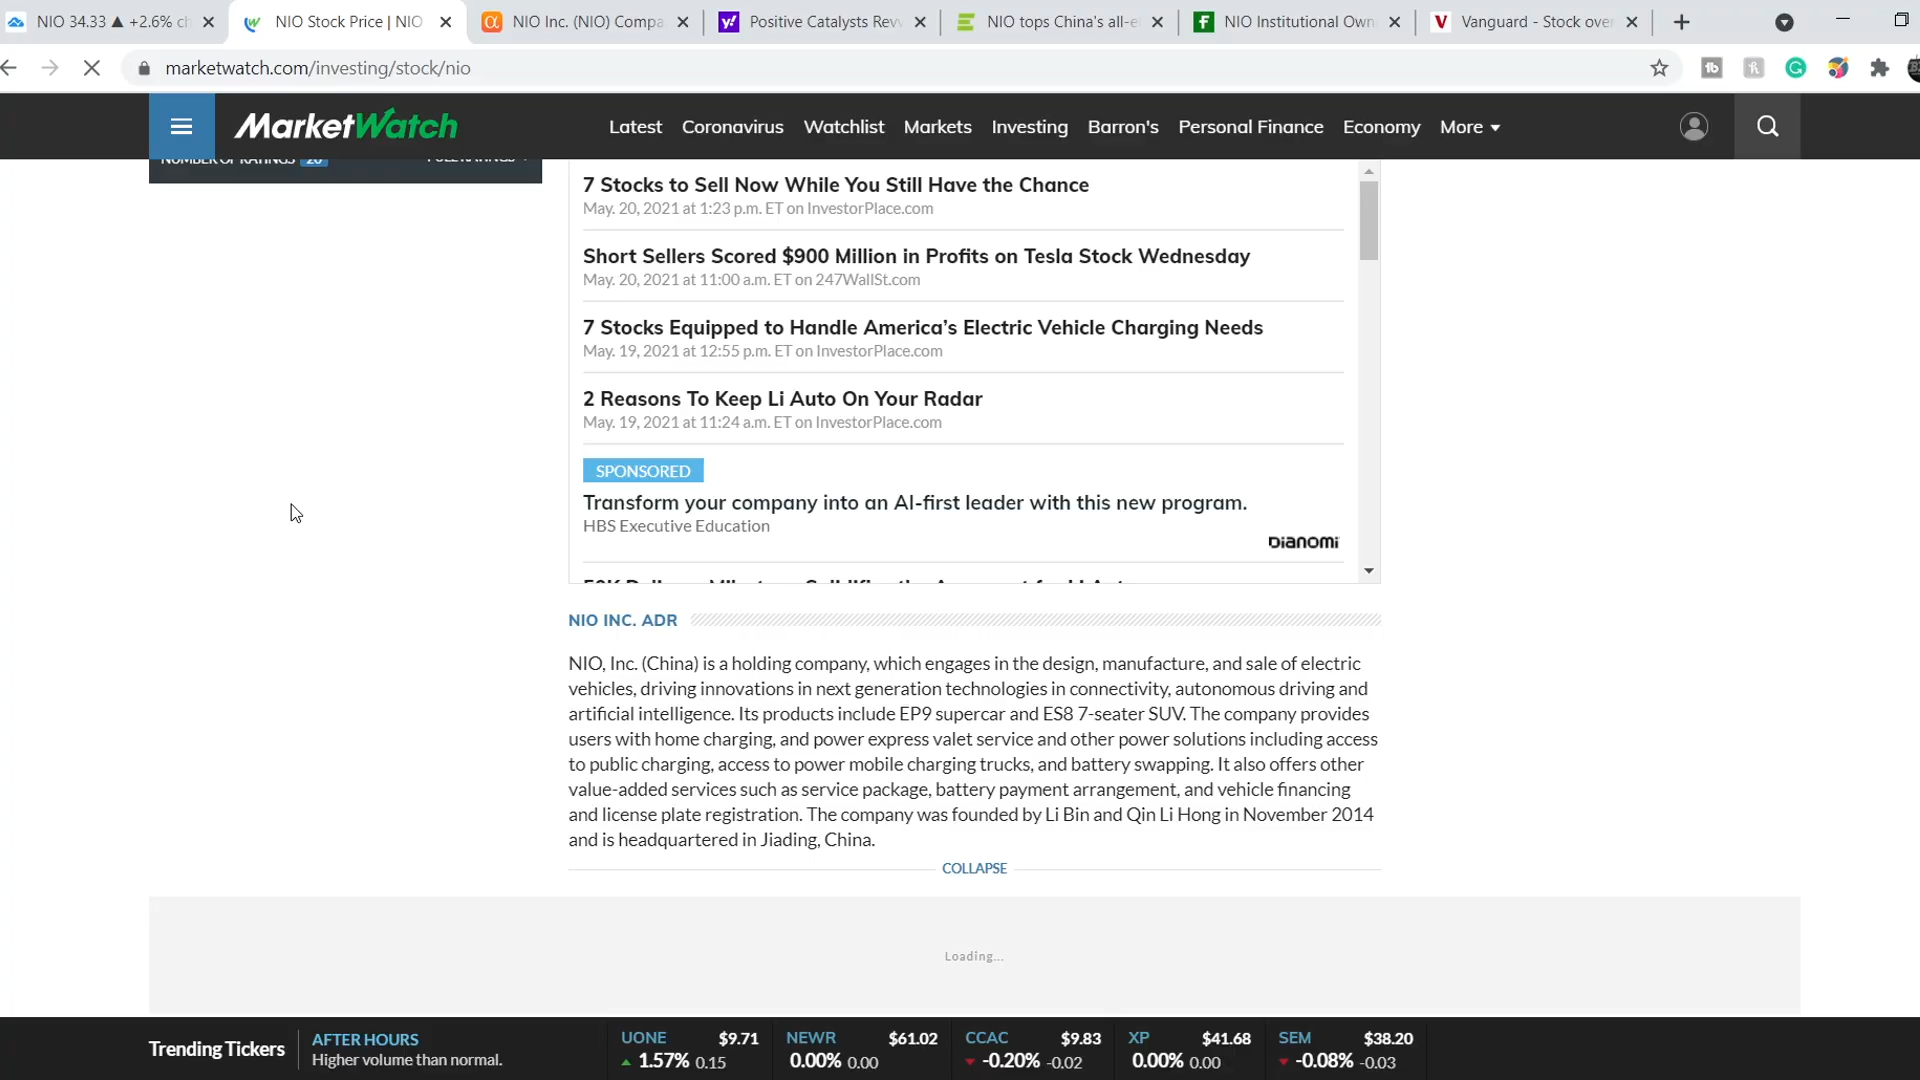 NIO 34.33 ▲ +2.6%
NIO Stock Price | NIO
NIO Inc. (NIO) Compa
Positive Catalysts Revv
NIO tops China's all-e
NIO Institutional Own
Vanguard - Stock over
marketwatch.com/investing/stock/nio
MarketWatch
Latest
Coronavirus
Watchlist
Markets
Investing
Barron's
Personal Finance
Economy
More
NUMBER OF RATINGS 20
FULL RATINGS
7 Stocks to Sell Now While You Still Have the Chance
May. 20, 2021 at 1:23 p.m. ET on InvestorPlace.com
Short Sellers Scored $900 Million in Profits on Tesla Stock Wednesday
May. 20, 2021 at 11:00 a.m. ET on 247WallSt.com
7 Stocks Equipped to Handle America's Electric Vehicle Charging Needs
May. 19, 2021 at 12:55 p.m. ET on InvestorPlace.com
2 Reasons To Keep Li Auto On Your Radar
May. 19, 2021 at 11:24 a.m. ET on InvestorPlace.com
SPONSORED
Transform your company into an AI-first leader with this new program.
HBS Executive Education
DIANOMI
NIO INC. ADR
NIO, Inc. (China) is a holding company, which engages in the design, manufacture, and sale of electric
vehicles, driving innovations in next generation technologies in connectivity, autonomous driving and
artificial intelligence. Its products include EP9 supercar and ES8 7-seater SUV. The company provides
users with home charging, and power express valet service and other power solutions including access
to public charging, access to power mobile charging trucks, and battery swapping. It also offers other
value-added services such as service package, battery payment arrangement, and vehicle financing
and license plate registration. The company was founded by Li Bin and Qin Li Hong in November 2014
and is headquartered in Jiading, China.
COLLAPSE
Loading...
Trending Tickers
AFTER HOURS
Higher volume than normal.
UONE $9.71
1.57% 0.15
NEWR $61.02
0.00% 0.00
CCAC $9.83
-0.20% -0.02
XP $41.68
0.00% 0.00
SEM $38.20
-0.08% -0.03